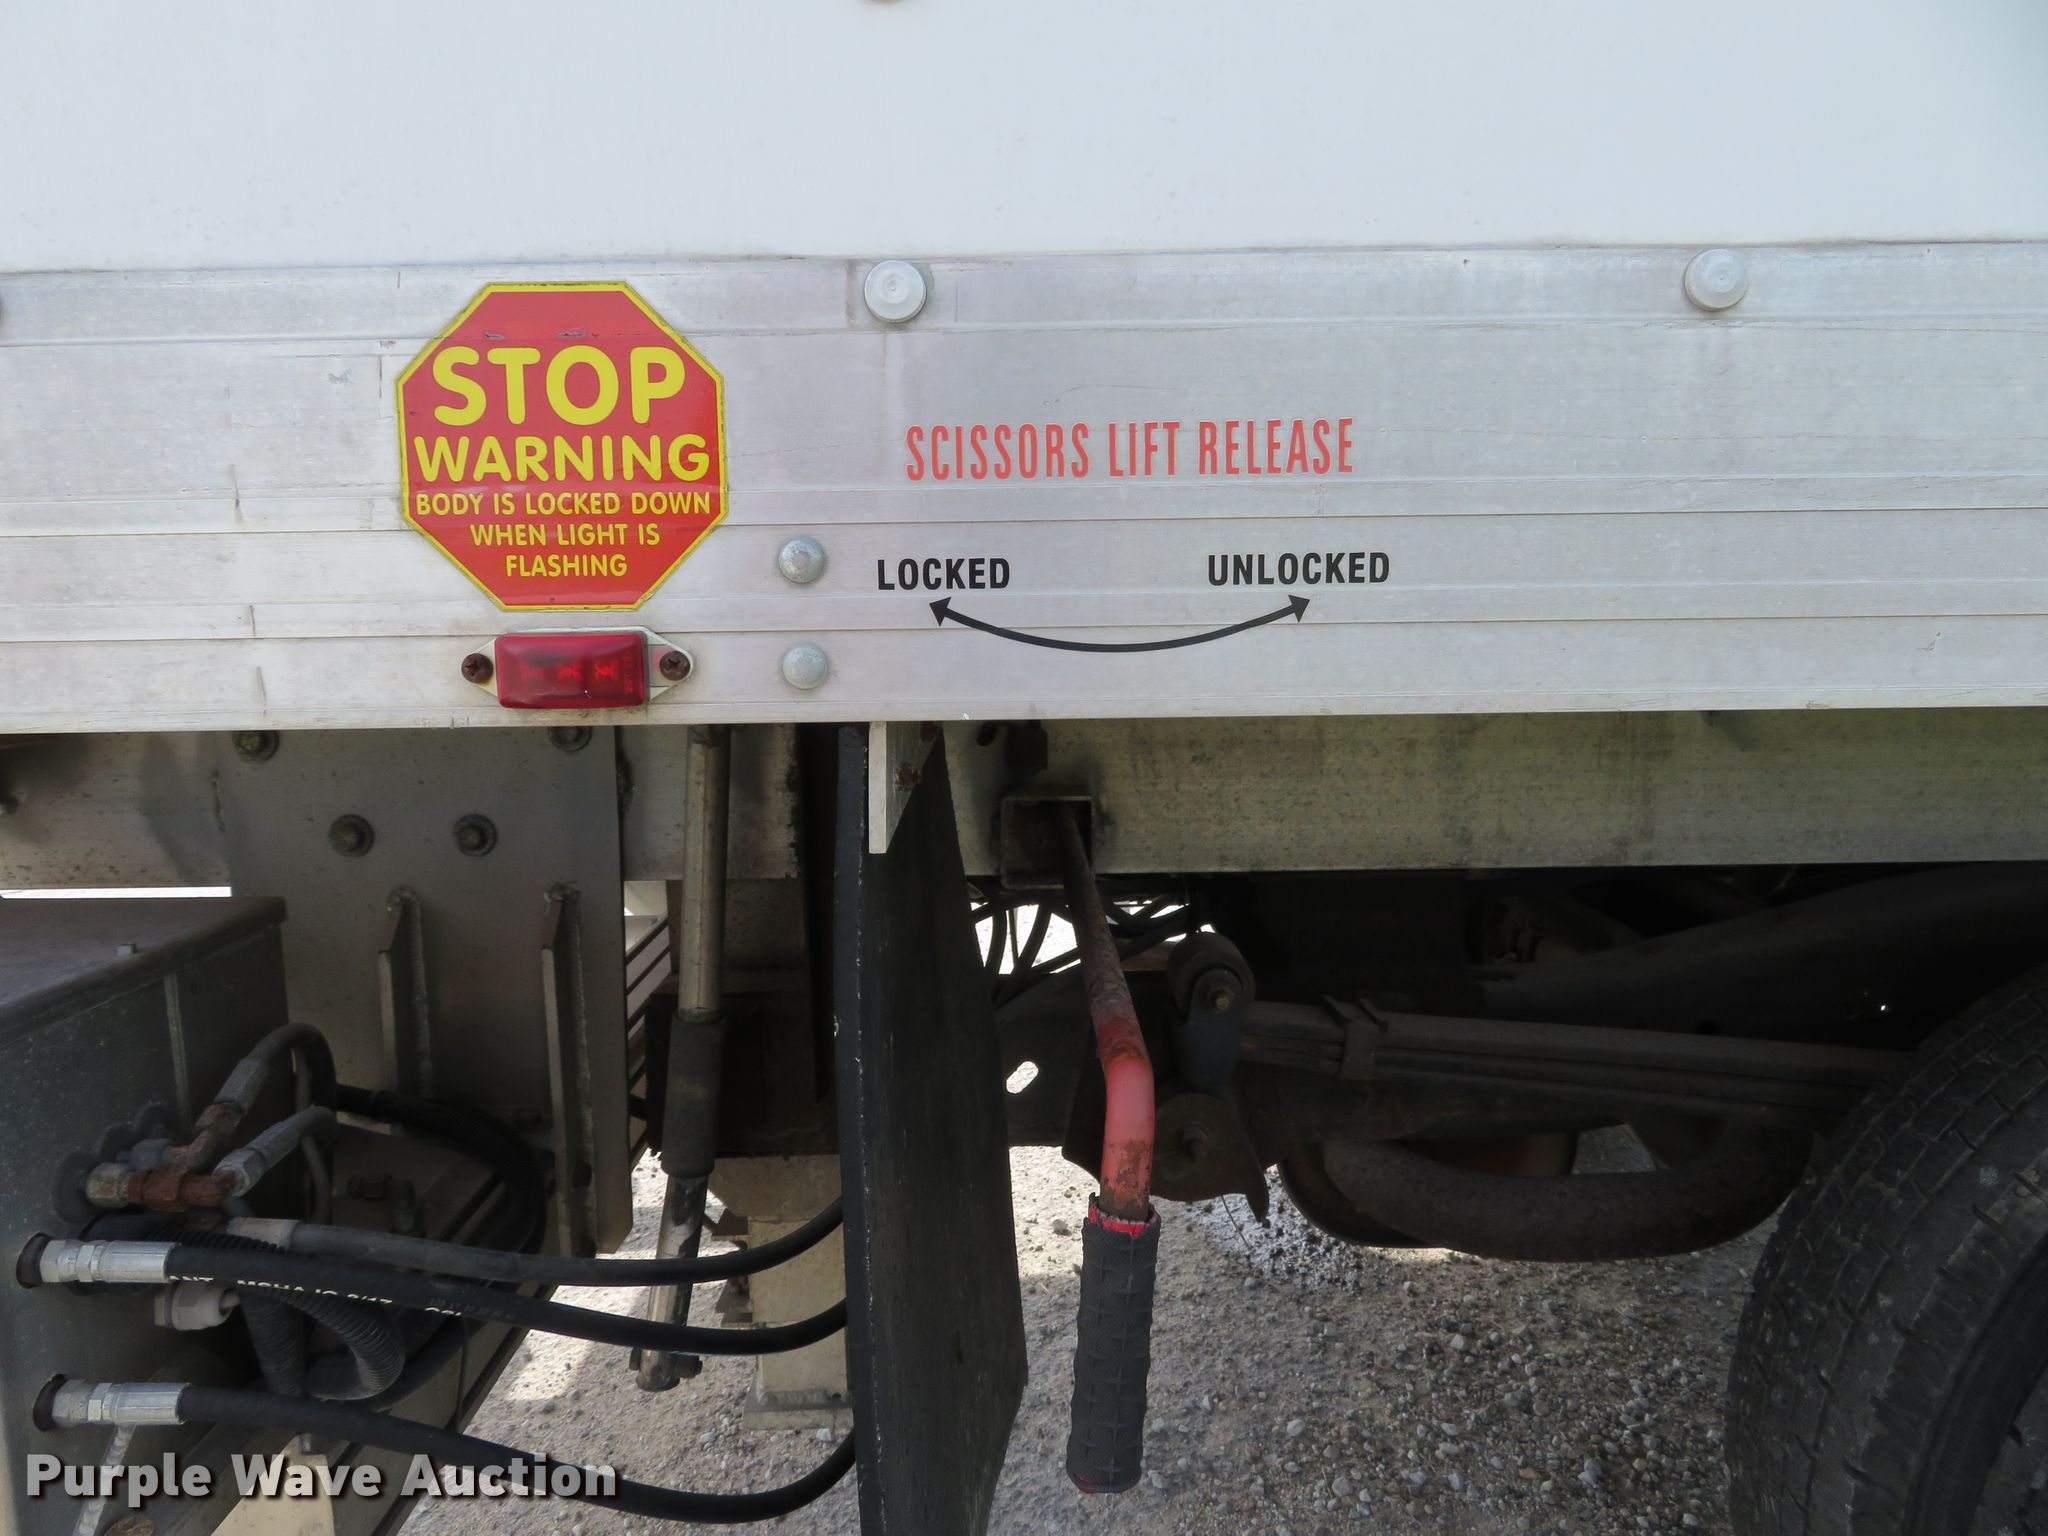 STOP
WARNING
BODY IS LOCKED DOWN
WHEN LIGHT IS
FLASHING
SCISSORS LIFT RELEASE
LOCKED UNLOCKED
Purple Wave Auction